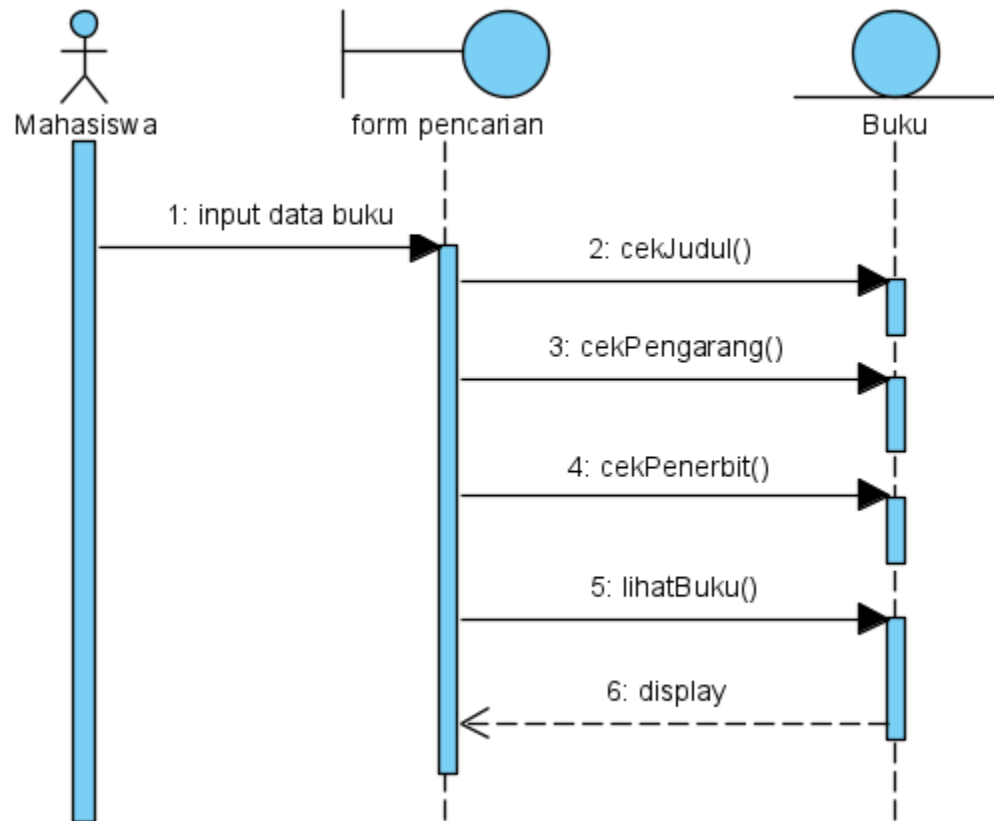 Mahasiswa
form pencarian
Buku
1: input data buku
2: cekJudul()
3: cekPengarang()
4: cekPenerbit()
5: lihatBuku()
6: display